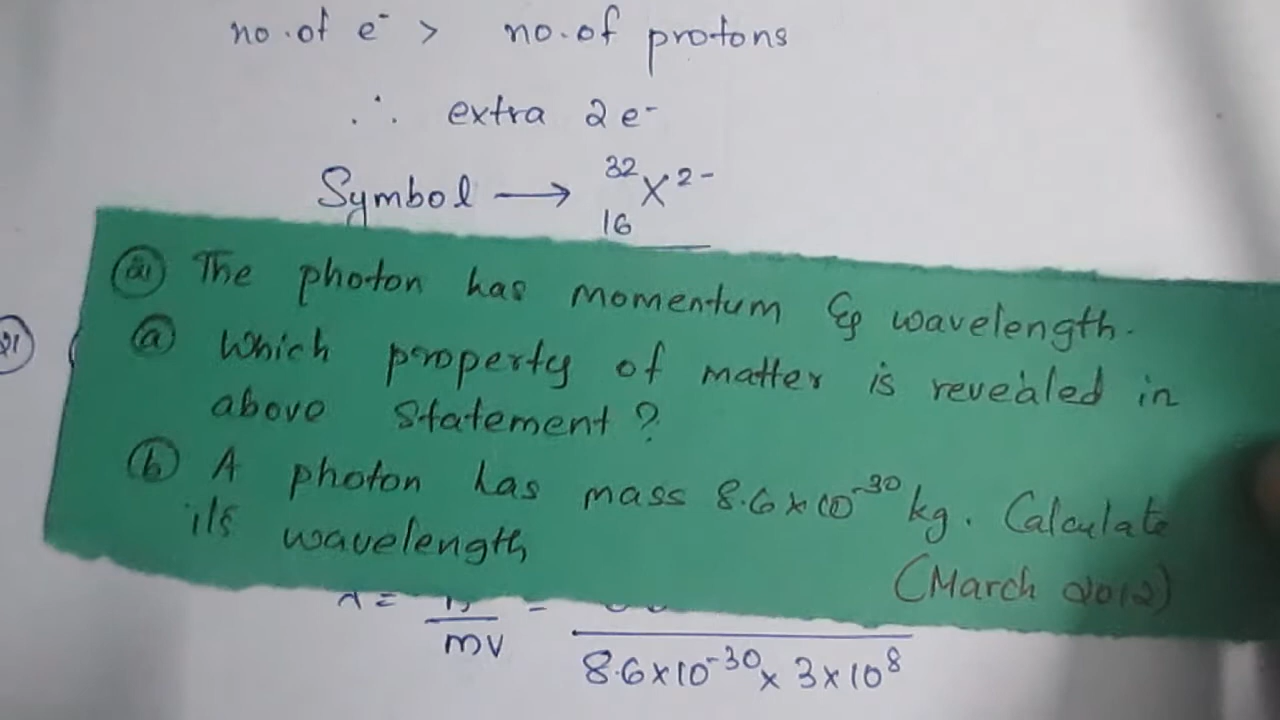 no.of e⁻ > no.of protons
∴ extra 2e⁻
Symbol → ³²₁₆X²⁻
21 The photon has momentum & wavelength.
21
a Which property of matter is revealed in
above statement?
b A photon has mass 8.6×10⁻³⁰ kg. Calculate
its wavelength
(March 2012)
λ = h/mv = /8.6×10⁻³⁰ × 3×10⁸